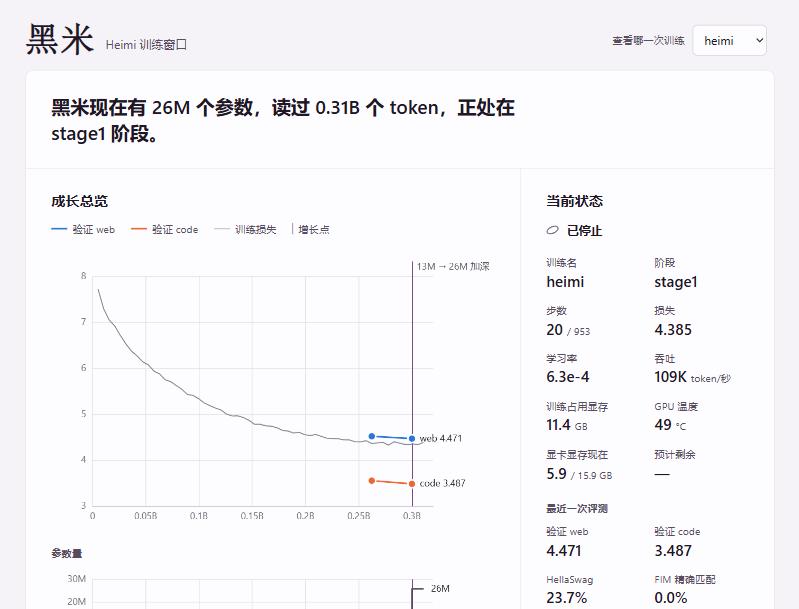 黑米 Heimi 训练窗口
查看哪一次训练 heimi
黑米现在有 26M 个参数，读过 0.31B 个 token，正处在
stage1 阶段。
成长总览
验证 web 验证 code 训练损失 增长点
13M → 26M 加深
8
7
6
5
4
3
web 4.471
code 3.487
0 0.05B 0.1B 0.15B 0.2B 0.25B 0.3B
参数量
30M
20M
26M
当前状态
已停止
训练名 阶段
heimi stage1
步数 损失
20 / 953 4.385
学习率 吞吐
6.3e-4 109K token/秒
训练占用显存 GPU 温度
11.4 GB 49 °C
显卡显存现在 预计剩余
5.9 / 15.9 GB —
最近一次评测
验证 web 验证 code
4.471 3.487
HellaSwag FIM 精确匹配
23.7% 0.0%